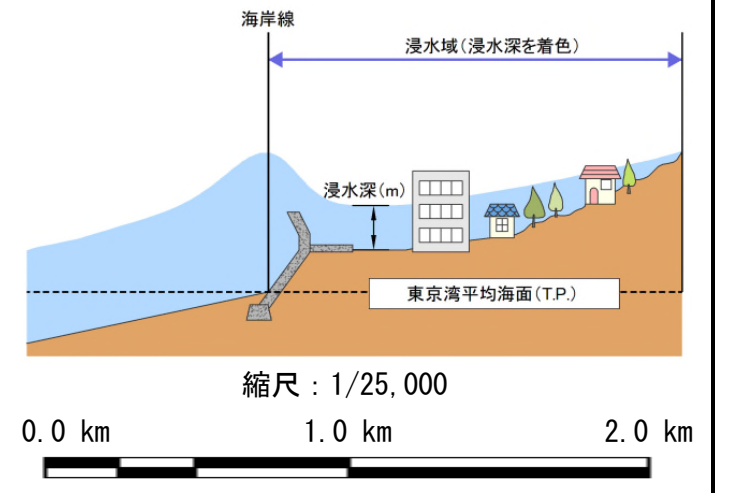 海岸線
浸水域(浸水深を着色)
浸水深(m)
東京湾平均海面(T.P.)
縮尺:1/25,000
0.0 km 1.0 km 2.0 km